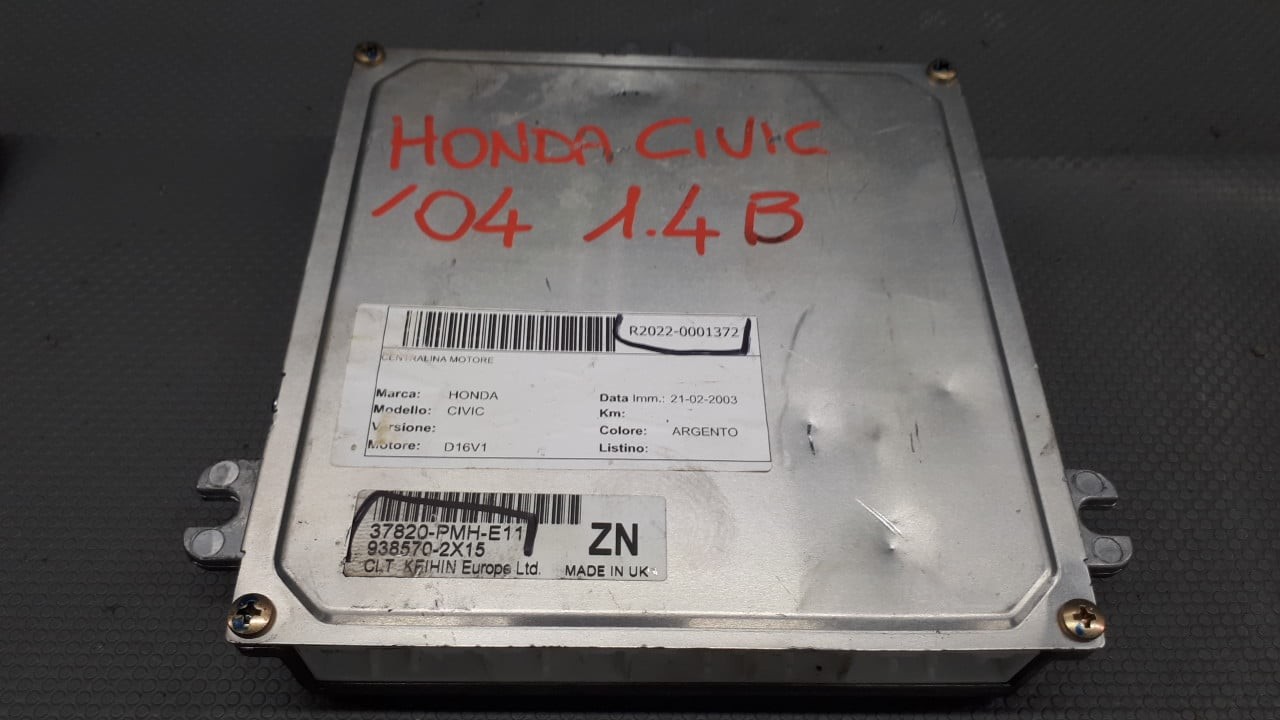 HONDA CIVIC
'04 1.4 B
R2022-0001372
CENTRALINA MOTORE
Marca: HONDA Data Imm.: 21-02-2003
Modello: CIVIC Km:
Versione: Colore: ARGENTO
Motore: D16V1 Listino:
37820-PMH-E11
938570-2X15 ZN
CLT KEIHIN Europe Ltd. MADE IN UK